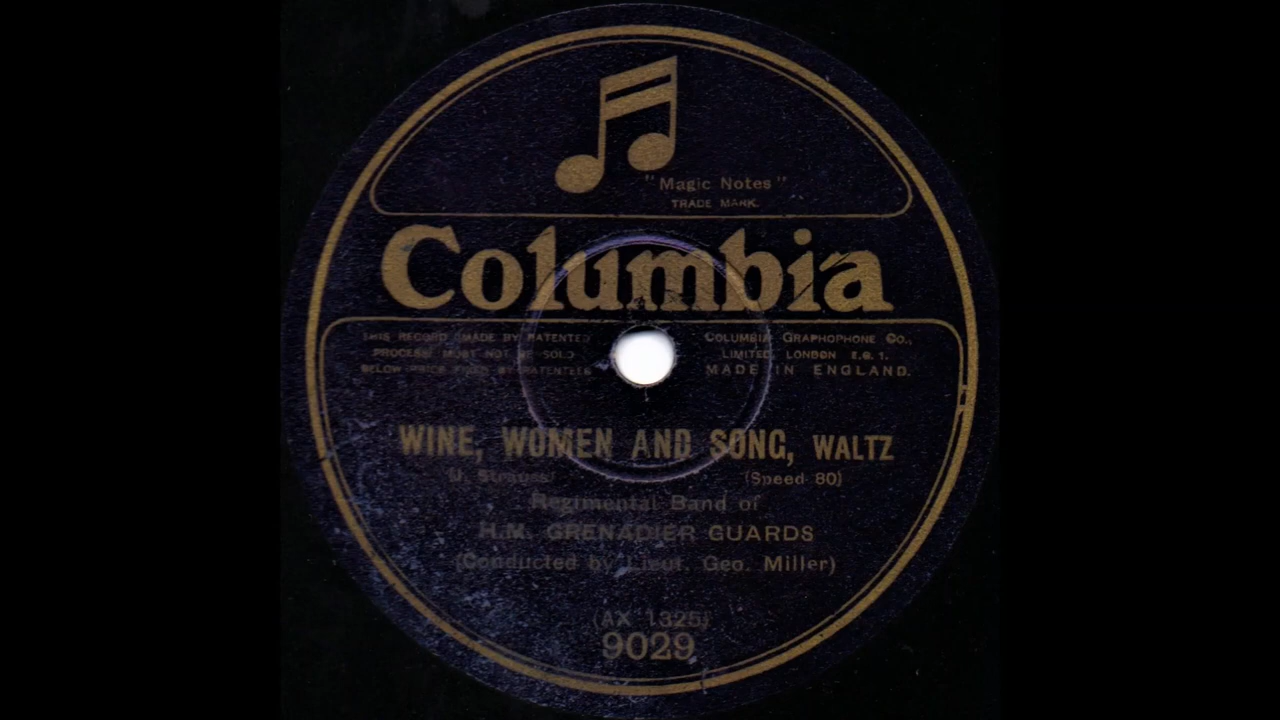 "Magic Notes"
TRADE MARK.
Columbia
THIS RECORD (MADE BY PATENTED
PROCESS) MUST NOT BE SOLD
BELOW PRICE FIXED BY PATENTEES
COLUMBIA GRAPHOPHONE CO.,
LIMITED, LONDON E.C. 1.
MADE IN ENGLAND.
WINE, WOMEN AND SONG, WALTZ
(J. Strauss) (Speed 80)
Regimental Band of
H.M. GRENADIER GUARDS
(Conducted by Lieut. Geo. Miller)
(AX 1325)
9029